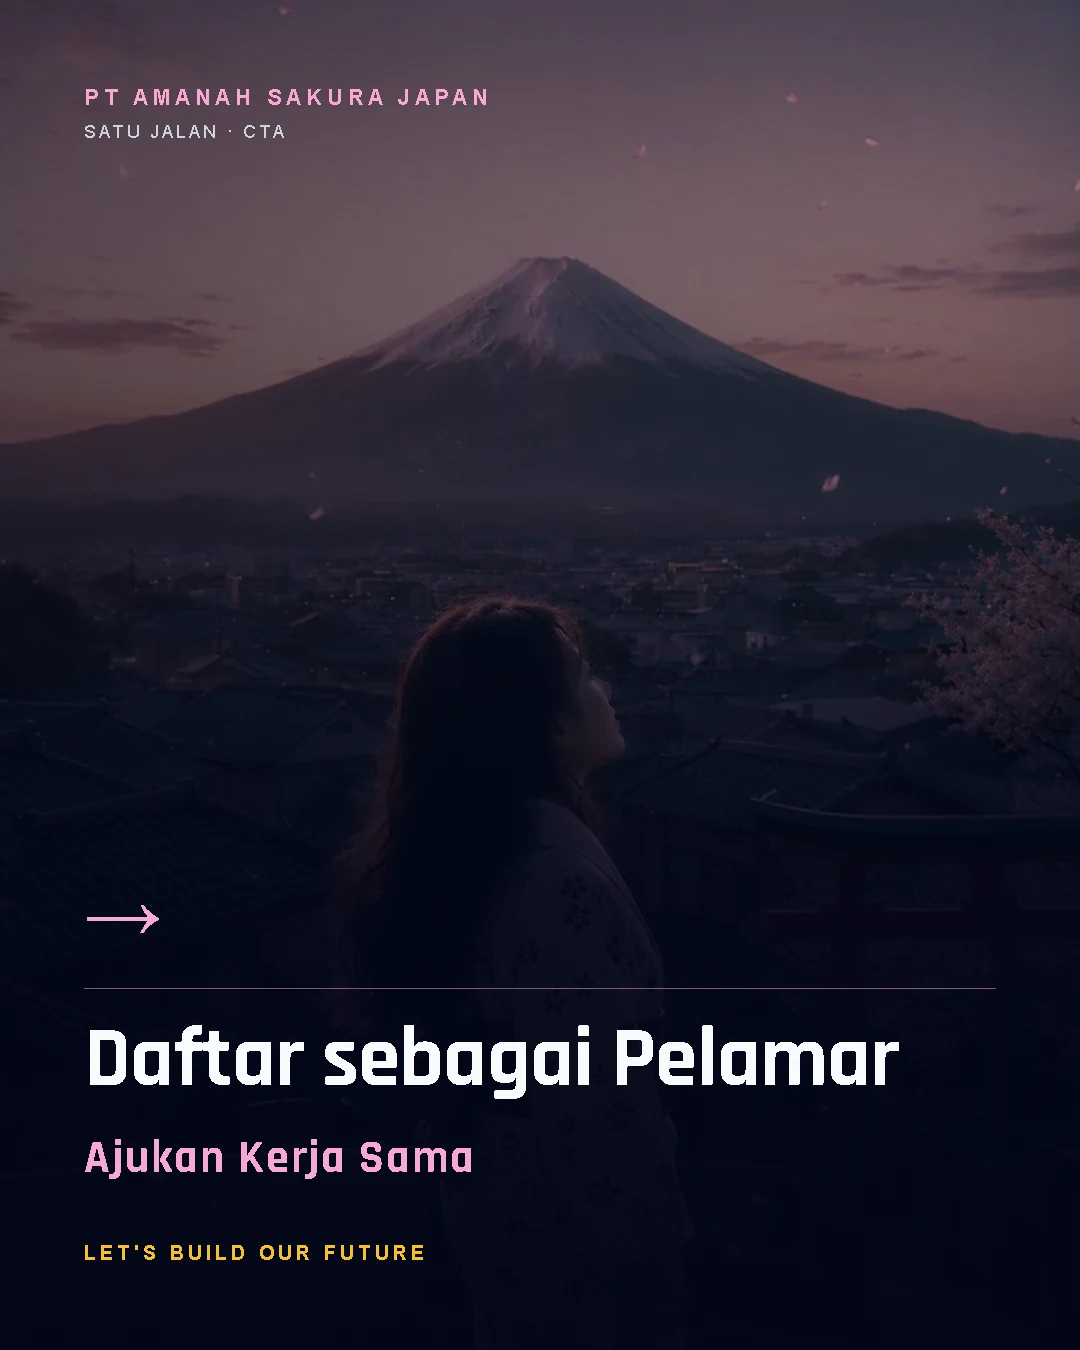 PT AMANAH SAKURA JAPAN
SATU JALAN · CTA
→
Daftar sebagai Pelamar
Ajukan Kerja Sama
LET'S BUILD OUR FUTURE